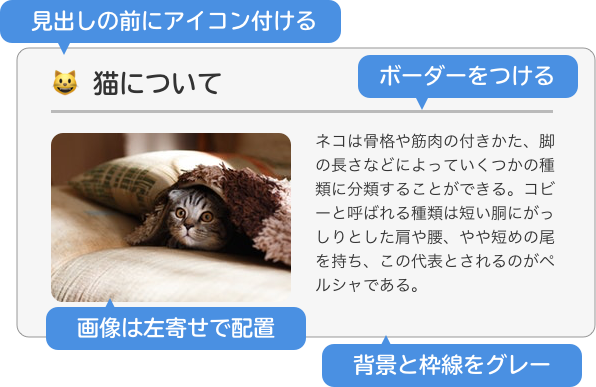 見出しの前にアイコン付ける
ボーダーをつける
😺 猫について
ネコは骨格や筋肉の付きかた、脚
の長さなどによっていくつかの種
類に分類することができる。コビ
ーと呼ばれる種類は短い胴にがっ
しりとした肩や腰、やや短めの尾
を持ち、この代表とされるのがペ
ルシャである。
画像は左寄せで配置
背景と枠線をグレー